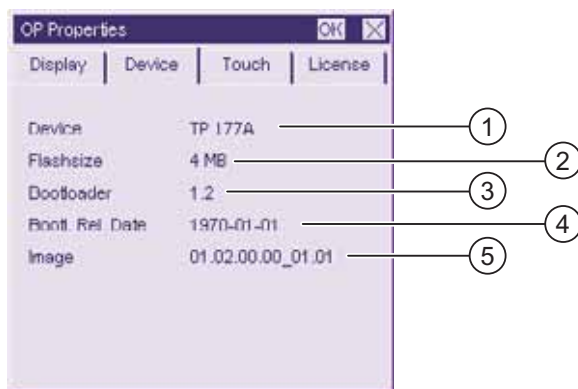 OP Properties OK
Display Device Touch License
Device TP 177A 1
Flashsize 4 MB 2
Bootloader 1.2 3
Bootl. Rel. Date 1970-01-01 4
Image 01.02.00.00_01.01 5